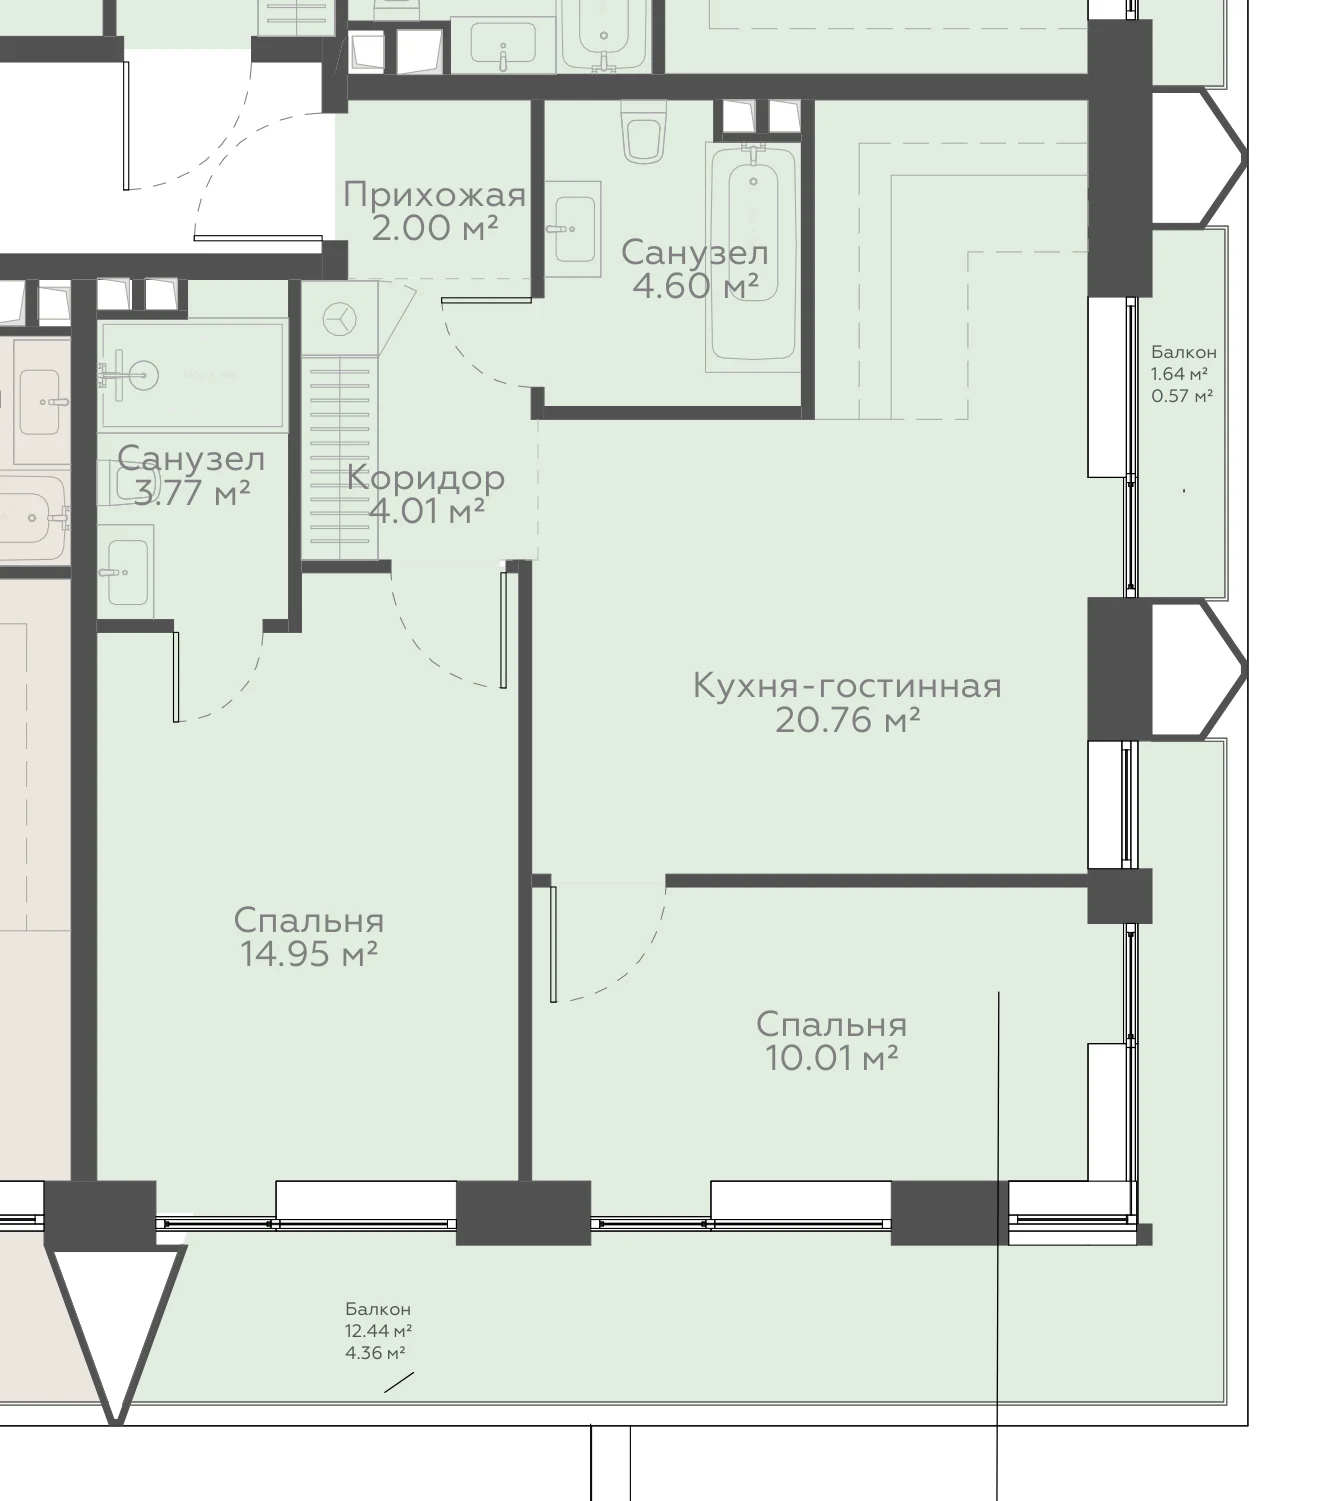 Прихожая
2.00 м²
Санузел
4.60 м²
Балкон
1.64 м²
0.57 м²
Санузел
3.77 м²
Коридор
4.01 м²
Кухня-гостинная
20.76 м²
Спальня
14.95 м²
Спальня
10.01 м²
Балкон
12.44 м²
4.36 м²